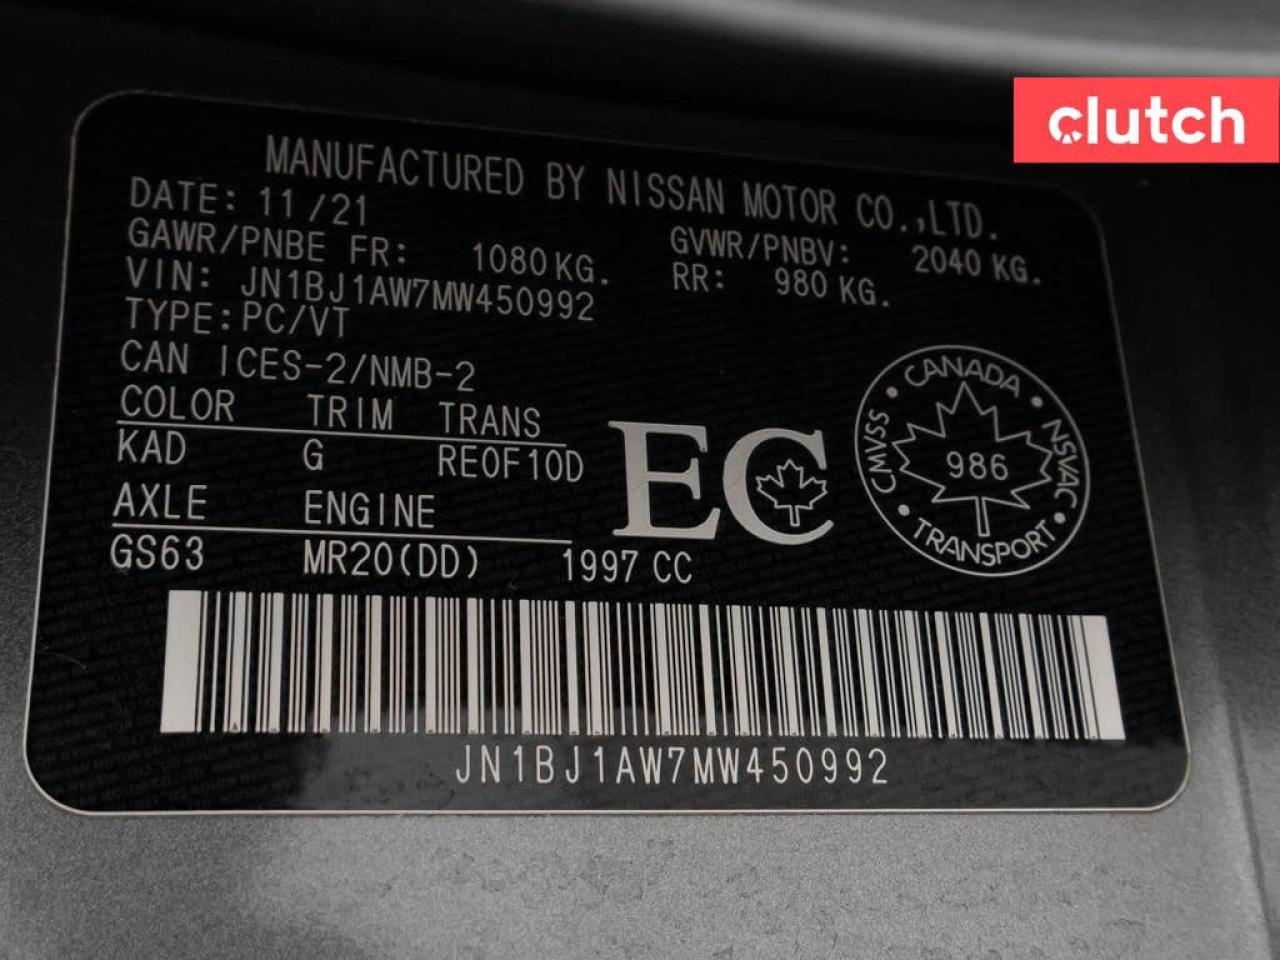 clutch
MANUFACTURED BY NISSAN MOTOR CO.,LTD.
DATE: 11/21
GAWR/PNBE FR: 1080 KG. GVWR/PNBV: 2040 KG.
VIN: JN1BJ1AW7MW450992 RR: 980 KG.
TYPE:PC/VT
CAN ICES-2/NMB-2
COLOR TRIM TRANS
KAD G RE0F10D
AXLE ENGINE
GS63 MR20(DD) 1997 CC
EC
CANADA
CMVSS 986 NSVAC
TRANSPORT
JN1BJ1AW7MW450992